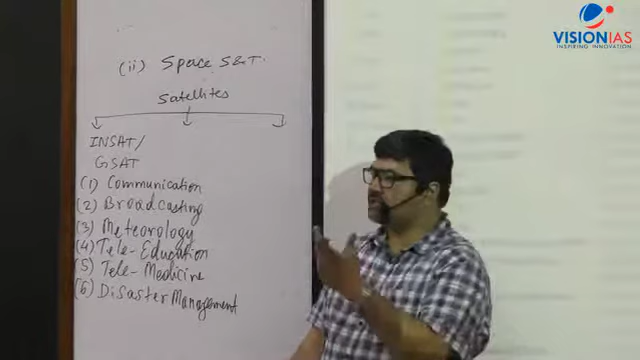 VISIONIAS
INSPIRING INNOVATION
(ii) Space S&T.
Satellites
INSAT/
GSAT
(1) Communication
(2) Broadcasting
(3) Meteorology
(4) Tele-Education
(5) Tele-Medicine
(6) Disaster Management